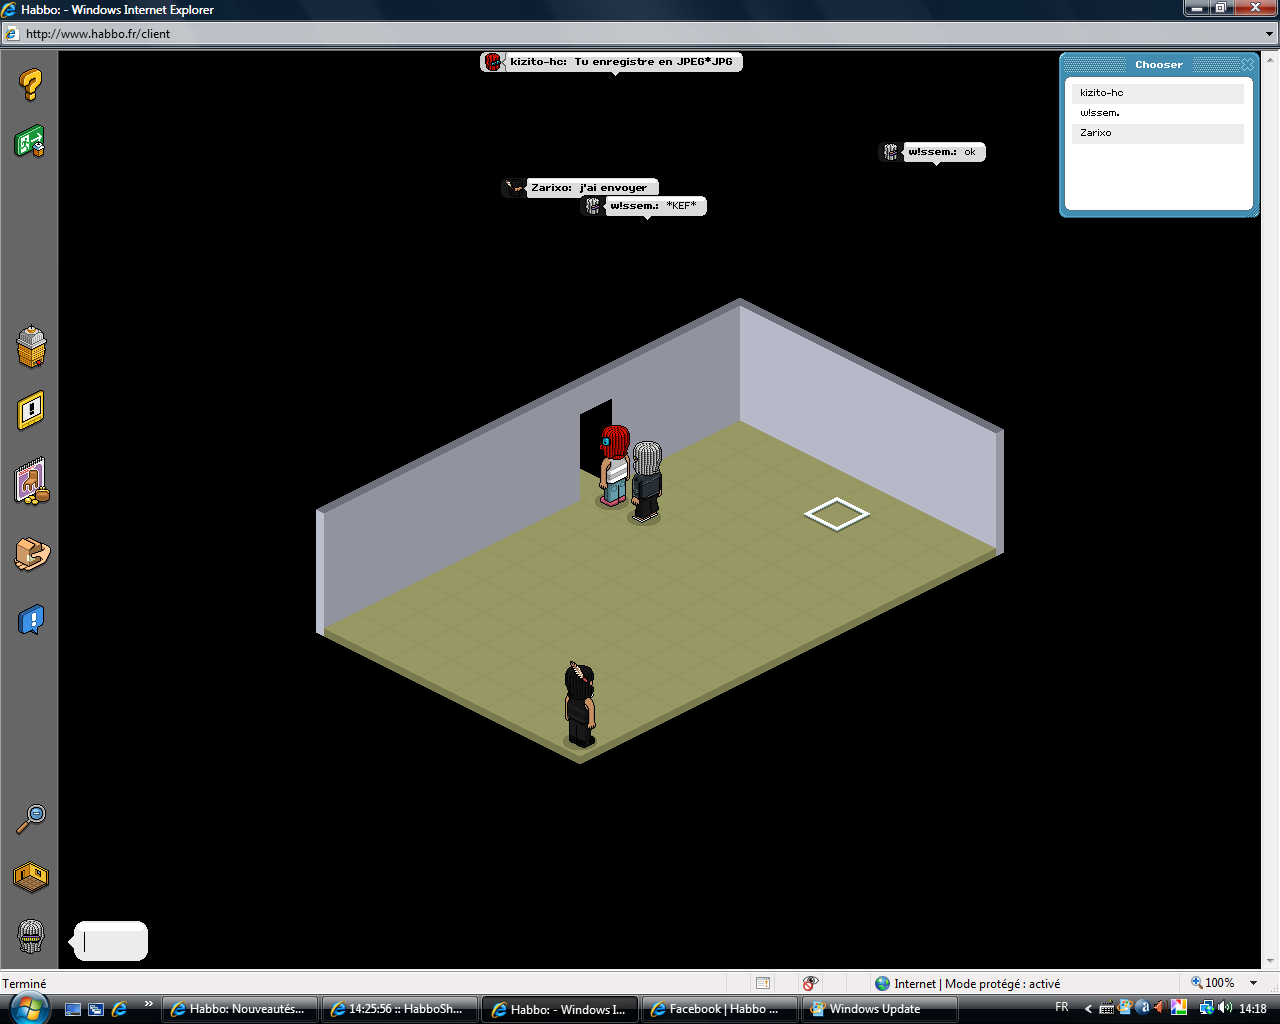 Habbo: - Windows Internet Explorer
http://www.habbo.fr/client
kizito-hc: Tu enregistre en JPEG*JPG
Chooser
kizito-hc
w!ssem.
Zarixo
w!ssem.: ok
Zarixo: j'ai envoyer
w!ssem.: *KEF*
Terminé
Internet | Mode protégé : activé
100%
Habbo: Nouveautés...
14:25:56 :: HabboSh...
Habbo: - Windows I...
Facebook | Habbo ...
Windows Update
FR
14:18